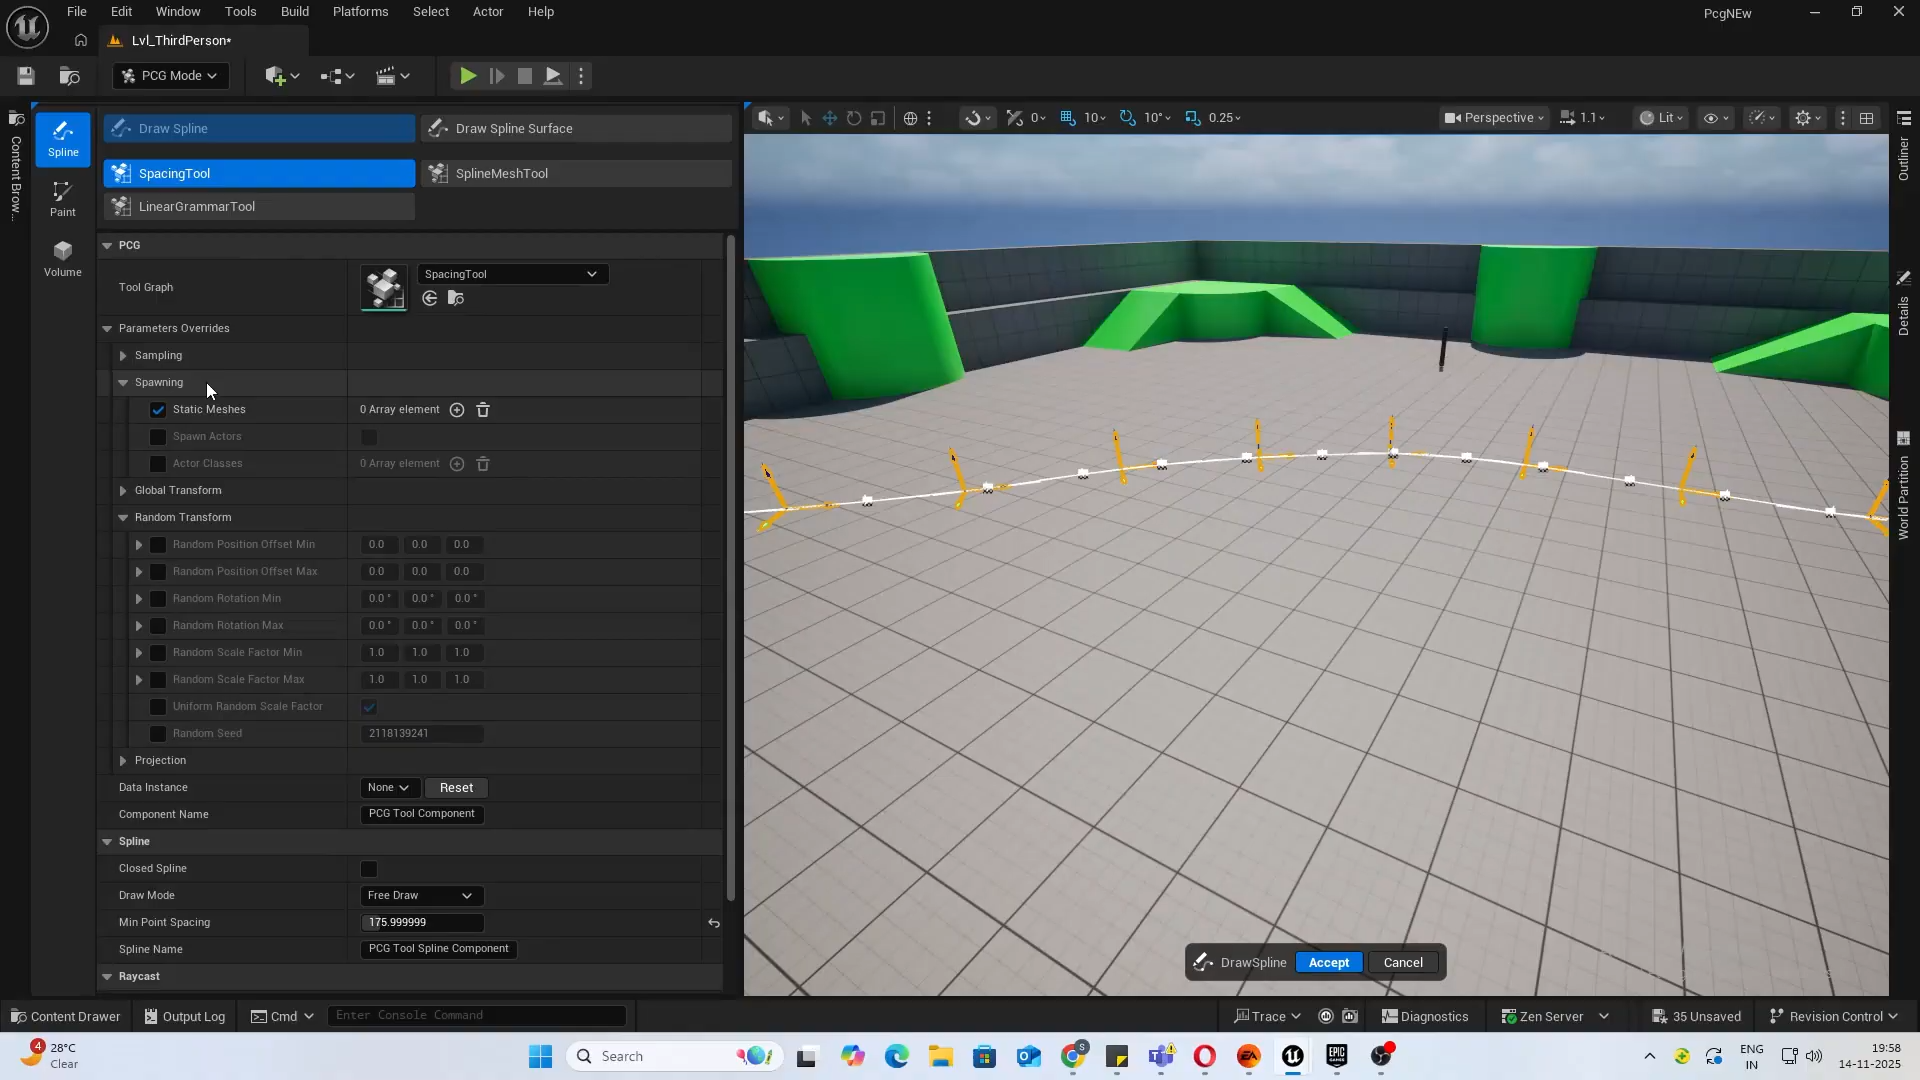 File Edit Window Tools Build Platforms Select Actor Help
PcgNEw
Lvl_ThirdPerson*
PCG Mode
Content Brow...
Spline
Paint
Volume
Draw Spline
Draw Spline Surface
SpacingTool
SplineMeshTool
LinearGrammarTool
PCG
Tool Graph
SpacingTool
Parameters Overrides
Sampling
Spawning
Static Meshes 0 Array element
Spawn Actors
Actor Classes 0 Array element
Global Transform
Random Transform
Random Position Offset Min 0.0 0.0 0.0
Random Position Offset Max 0.0 0.0 0.0
Random Rotation Min 0.0 ° 0.0 ° 0.0 °
Random Rotation Max 0.0 ° 0.0 ° 0.0 °
Random Scale Factor Min 1.0 1.0 1.0
Random Scale Factor Max 1.0 1.0 1.0
Uniform Random Scale Factor
Random Seed 2118139241
Projection
Data Instance None Reset
Component Name PCG Tool Component
Spline
Closed Spline
Draw Mode Free Draw
Min Point Spacing 175.999999
Spline Name PCG Tool Spline Component
Raycast
0 10 10° 0.25
Perspective 1.1 Lit
DrawSpline Accept Cancel
Outliner
Details
World Partition
Content Drawer Output Log Cmd Enter Console Command
Trace Diagnostics Zen Server 35 Unsaved Revision Control
4
28°C
Clear
Search
S
EA
EPIC
GAMES
ENG
IN
19:58
14-11-2025